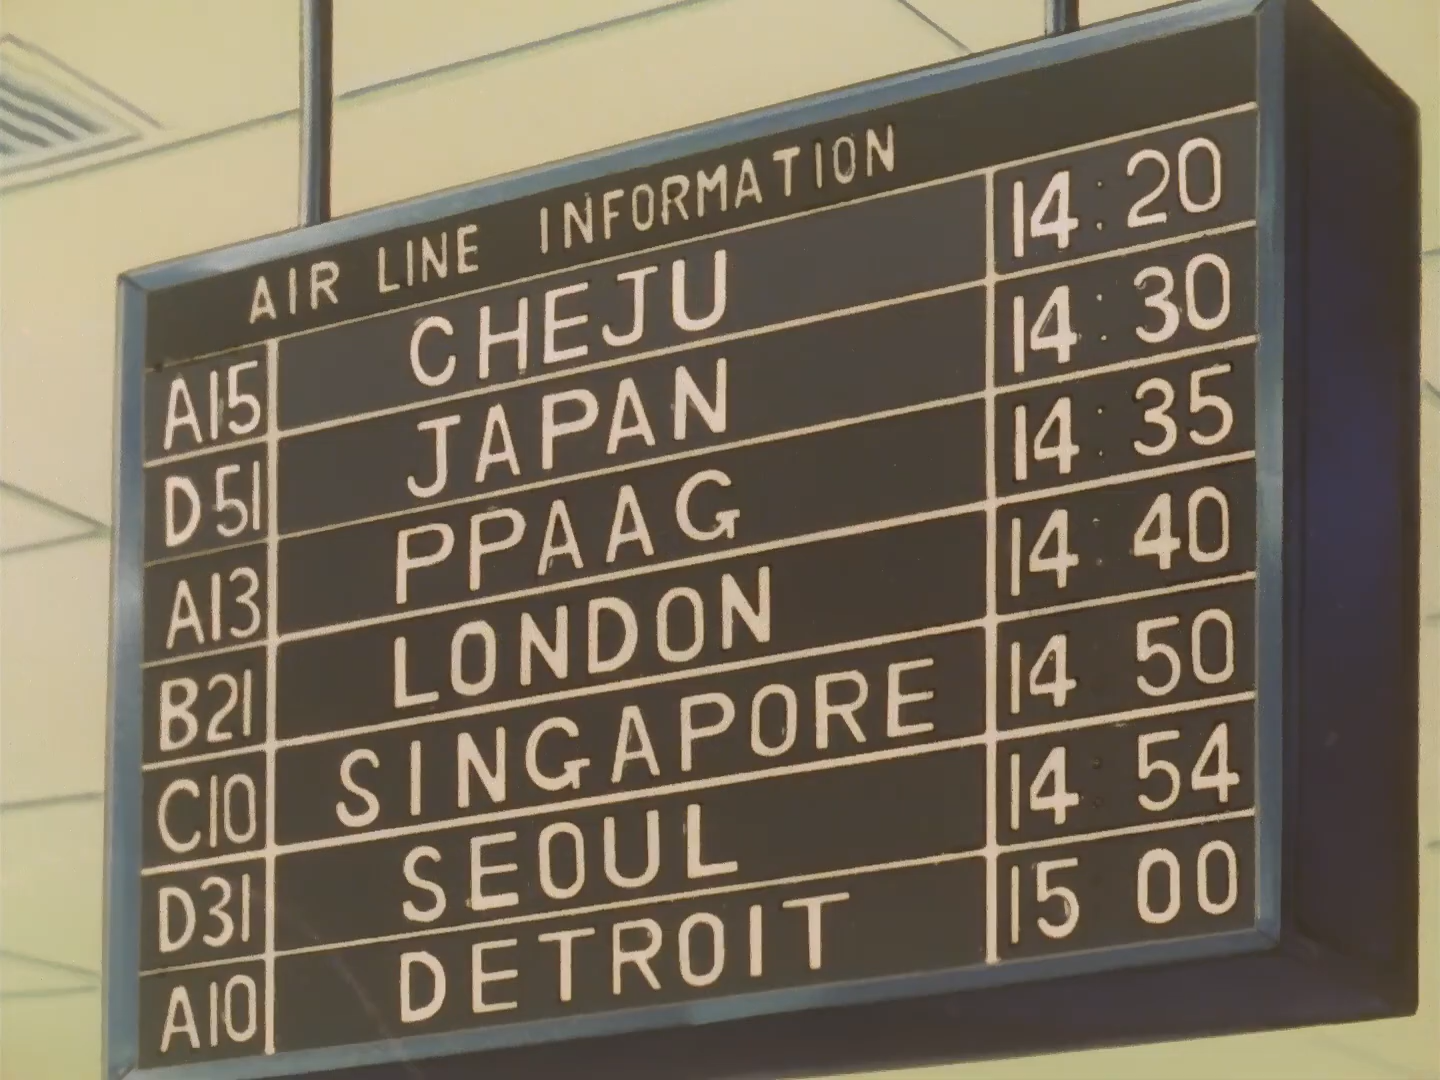 AIR LINE INFORMATION
A15 CHEJU 14:20
D51 JAPAN 14:30
A13 PPAAG 14:35
B21 LONDON 14:40
C10 SINGAPORE 14:50
D31 SEOUL 14:54
A10 DETROIT 15 00